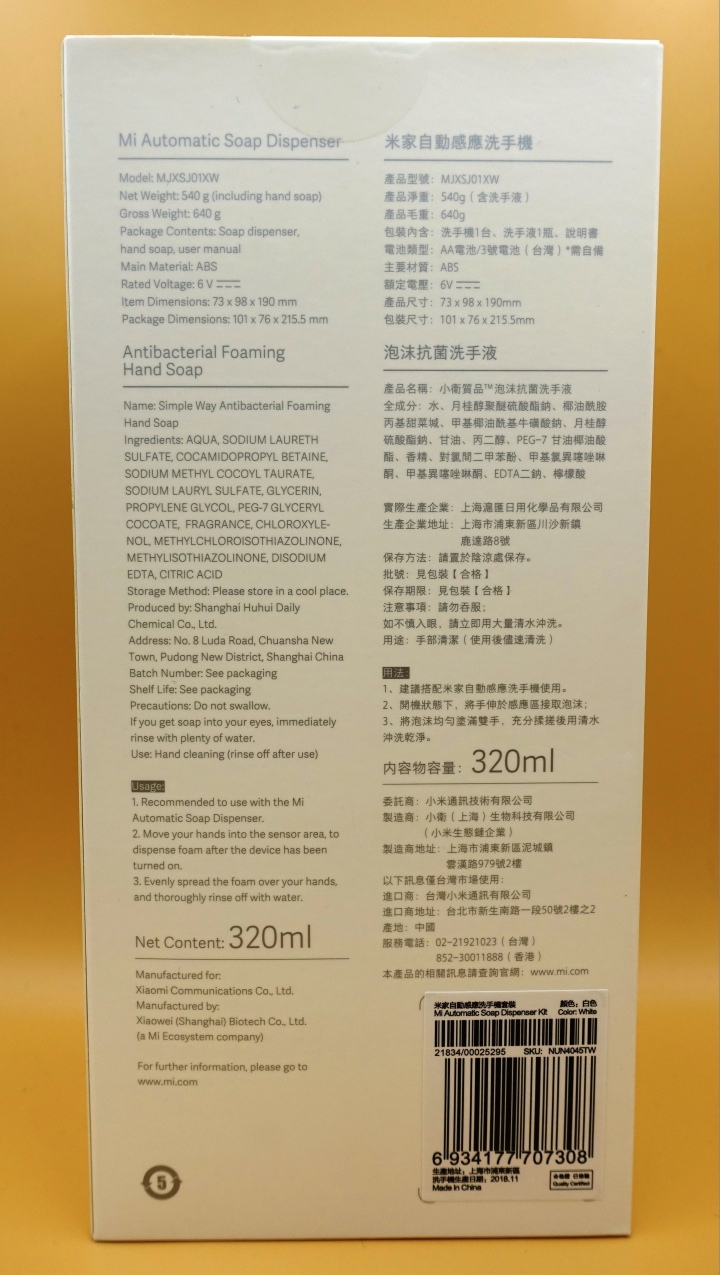 Mi Automatic Soap Dispenser
Model: MJXSJ01XW
Net Weight: 540 g (including hand soap)
Gross Weight: 640 g
Package Contents: Soap dispenser,
hand soap, user manual
Main Material: ABS
Rated Voltage: 6 V
Item Dimensions: 73 x 98 x 190 mm
Package Dimensions: 101 x 76 x 215.5 mm
Antibacterial Foaming
Hand Soap
Name: Simple Way Antibacterial Foaming
Hand Soap
Ingredients: AQUA, SODIUM LAURETH
SULFATE, COCAMIDOPROPYL BETAINE,
SODIUM METHYL COCOYL TAURATE,
SODIUM LAURYL SULFATE, GLYCERIN,
PROPYLENE GLYCOL, PEG-7 GLYCERYL
COCOATE, FRAGRANCE, CHLOROXYLE-
NOL, METHYLCHLOROISOTHIAZOLINONE,
METHYLISOTHIAZOLINONE, DISODIUM
EDTA, CITRIC ACID
Storage Method: Please store in a cool place.
Produced by: Shanghai Huhui Daily
Chemical Co., Ltd.
Address: No. 8 Luda Road, Chuansha New
Town, Pudong New District, Shanghai China
Batch Number: See packaging
Shelf Life: See packaging
Precautions: Do not swallow.
If you get soap into your eyes, immediately
rinse with plenty of water.
Use: Hand cleaning (rinse off after use)
Usage:
1. Recommended to use with the Mi
Automatic Soap Dispenser.
2. Move your hands into the sensor area, to
dispense foam after the device has been
turned on.
3. Evenly spread the foam over your hands,
and thoroughly rinse off with water.
Net Content: 320ml
Manufactured for:
Xiaomi Communications Co., Ltd.
Manufactured by:
Xiaowei (Shanghai) Biotech Co., Ltd.
(a Mi Ecosystem company)
For further information, please go to
www.mi.com
5
米家自動感應洗手機
產品型號：MJXSJ01XW
產品淨重：540g（含洗手液）
產品毛重：640g
包裝內含：洗手機1台、洗手液1瓶、說明書
電池類型：AA電池/3號電池（台灣）*需自備
主要材質：ABS
額定電壓：6V
產品尺寸：73 x 98 x 190mm
包裝尺寸：101 x 76 x 215.5mm
泡沫抗菌洗手液
產品名稱：小衛質品™泡沫抗菌洗手液
全成分：水、月桂醇聚醚硫酸酯鈉、椰油酰胺
丙基甜菜堿、甲基椰油酰基牛磺酸鈉、月桂醇
硫酸酯鈉、甘油、丙二醇、PEG-7 甘油椰油酸
酯、香精、對氯間二甲苯酚、甲基氯異噻唑啉
酮、甲基異噻唑啉酮、EDTA二鈉、檸檬酸
實際生產企業：上海滬匯日用化學品有限公司
生產企業地址：上海市浦東新區川沙新鎮
鹿達路8號
保存方法：請置於陰涼處保存。
批號：見包裝【合格】
保存期限：見包裝【合格】
注意事項：請勿吞服；
如不慎入眼，請立即用大量清水沖洗。
用途：手部清潔（使用後儘速清洗）
用法：
1、建議搭配米家自動感應洗手機使用。
2、開機狀態下，將手伸於感應區接取泡沫；
3、將泡沫均勻塗滿雙手，充分揉搓後用清水
沖洗乾淨。
內容物容量：320ml
委託商：小米通訊技術有限公司
製造商：小衛（上海）生物科技有限公司
（小米生態鏈企業）
製造商地址：上海市浦東新區泥城鎮
雲漢路979號2樓
以下訊息僅台灣市場使用：
進口商：台灣小米通訊有限公司
進口商地址：台北市新生南路一段50號2樓之2
產地：中國
服務電話：02-21921023（台灣）
852-30011888（香港）
本產品的相關訊息請查詢官網：www.mi.com
米家自動感應洗手機套裝 顏色：白色
Mi Automatic Soap Dispenser Kit Color: White
21834/00025295 SKU: NUN4045TW
6 934177 707308
生產地址：上海市浦東新區
洗手機生產日期：2018.11
Made in China
合格證 已檢驗
Quality Certified